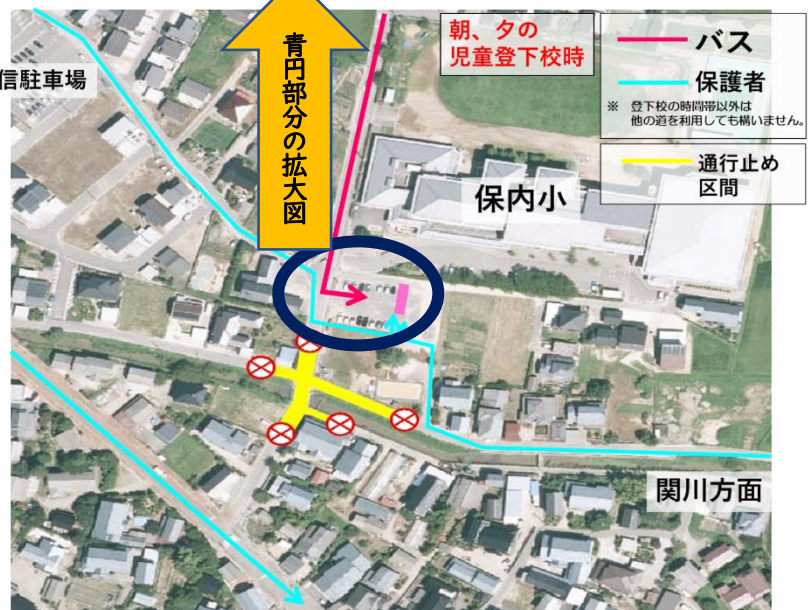 朝、夕の
児童登下校時
バス
保護者
※ 登下校の時間帯以外は
他の道を利用しても構いません。
通行止め
区間
青円部分の拡大図
信駐車場
保内小
関川方面